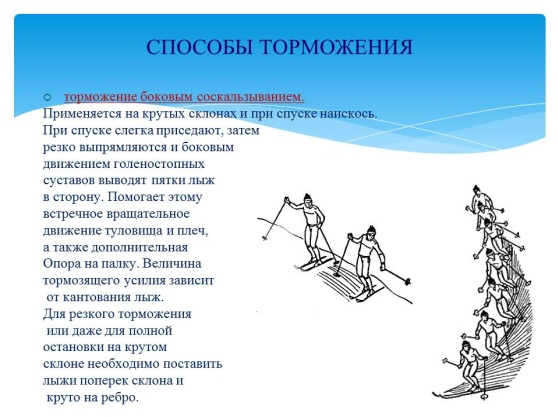 СПОСОБЫ ТОРМОЖЕНИЯ
торможение боковым соскальзыванием.
Применяется на крутых склонах и при спуске наискось.
При спуске слегка приседают, затем
резко выпрямляются и боковым
движением голеностопных
суставов выводят пятки лыж
в сторону. Помогает этому
встречное вращательное
движение туловища и плеч,
а также дополнительная
Опора на палку. Величина
тормозящего усилия зависит
от кантования лыж.
Для резкого торможения
или даже для полной
остановки на крутом
склоне необходимо поставить
лыжи поперек склона и
круто на ребро.